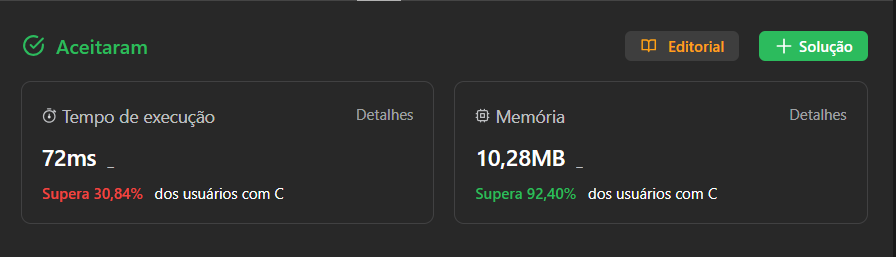 Aceitaram
Editorial
+ Solução
Tempo de execução
Detalhes
72ms _
Supera 30,84% dos usuários com C
Memória
Detalhes
10,28MB _
Supera 92,40% dos usuários com C